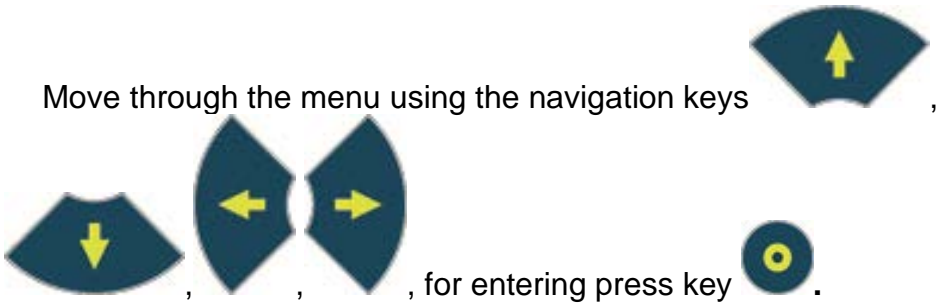 Move through the menu using the navigation keys ,
, , , for entering press key .